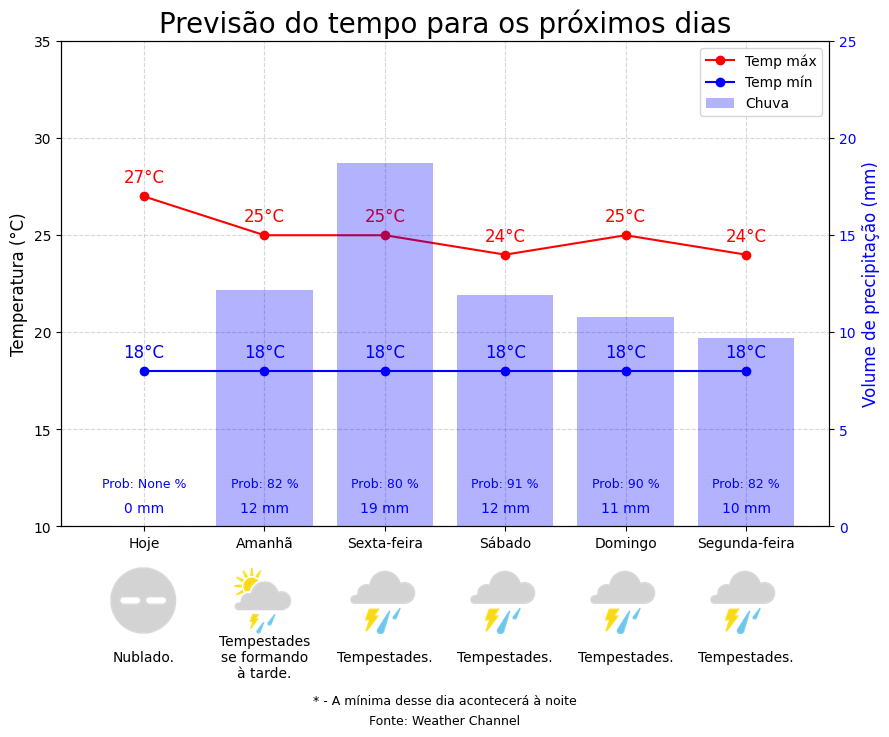 Previsão do tempo para os próximos dias
Temp máx
Temp mín
Chuva
Temperatura (°C)
Volume de precipitação (mm)
35
30
25
20
15
10
25
20
15
10
5
0
27°C
25°C
25°C
24°C
25°C
24°C
18°C
18°C
18°C
18°C
18°C
18°C
Prob: None %
Prob: 82 %
Prob: 80 %
Prob: 91 %
Prob: 90 %
Prob: 82 %
0 mm
12 mm
19 mm
12 mm
11 mm
10 mm
Hoje
Amanhã
Sexta-feira
Sábado
Domingo
Segunda-feira
Nublado.
Tempestades
se formando
à tarde.
Tempestades.
Tempestades.
Tempestades.
Tempestades.
* - A mínima desse dia acontecerá à noite
Fonte: Weather Channel